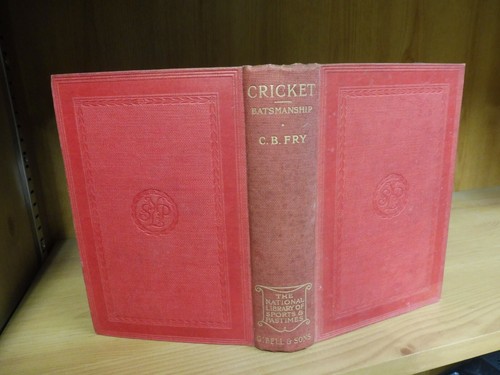 CRICKET
BATSMANSHIP
C.B. FRY
THE
NATIONAL
LIBRARY OF
SPORTS &
PASTIMES
G. BELL & SONS